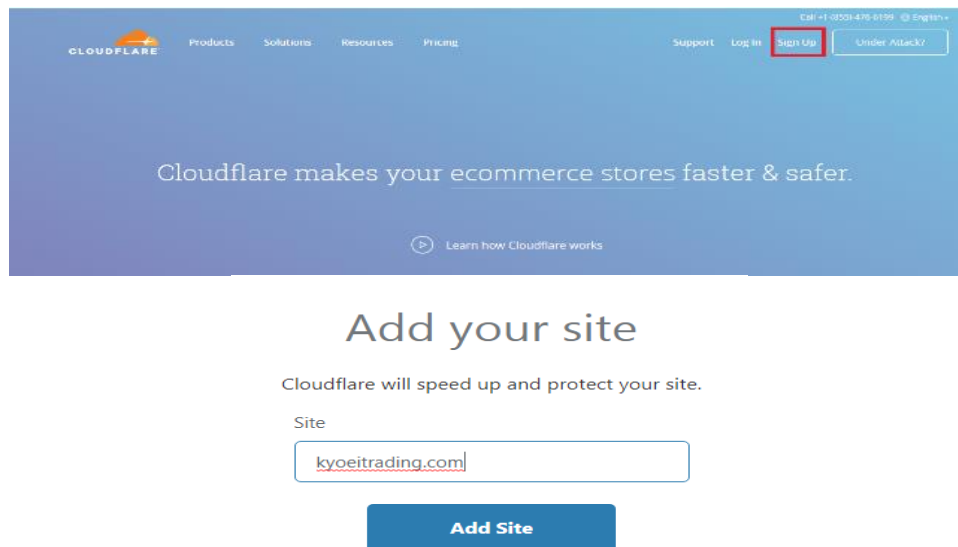 English
CLOUDFLARE
Products Solutions Resources Pricing Support Log In Sign Up Under Attack?
Cloudflare makes your ecommerce stores faster & safer.
Learn how Cloudflare works
Add your site
Cloudflare will speed up and protect your site.
Site
kyoeitrading.com
Add Site